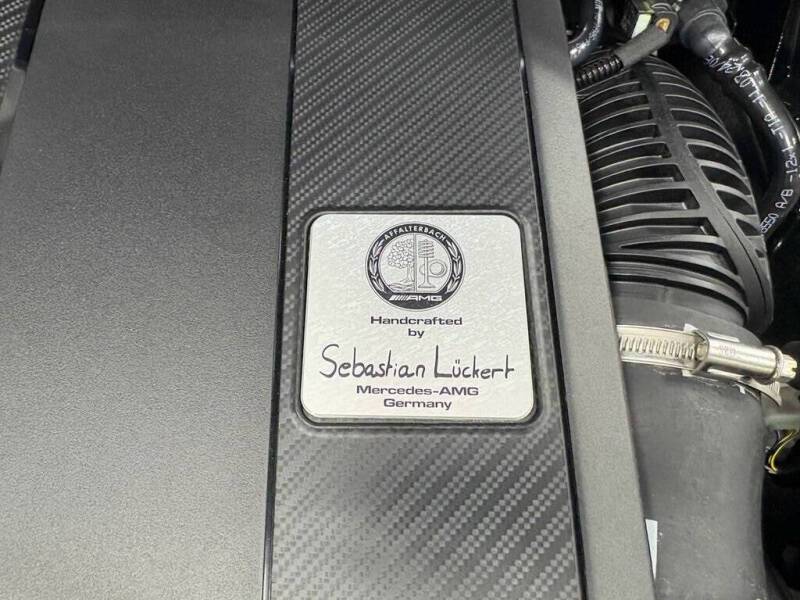 AFFALTERBACH
AMG
Handcrafted
by
Sebastian Lückert
Mercedes-AMG
Germany